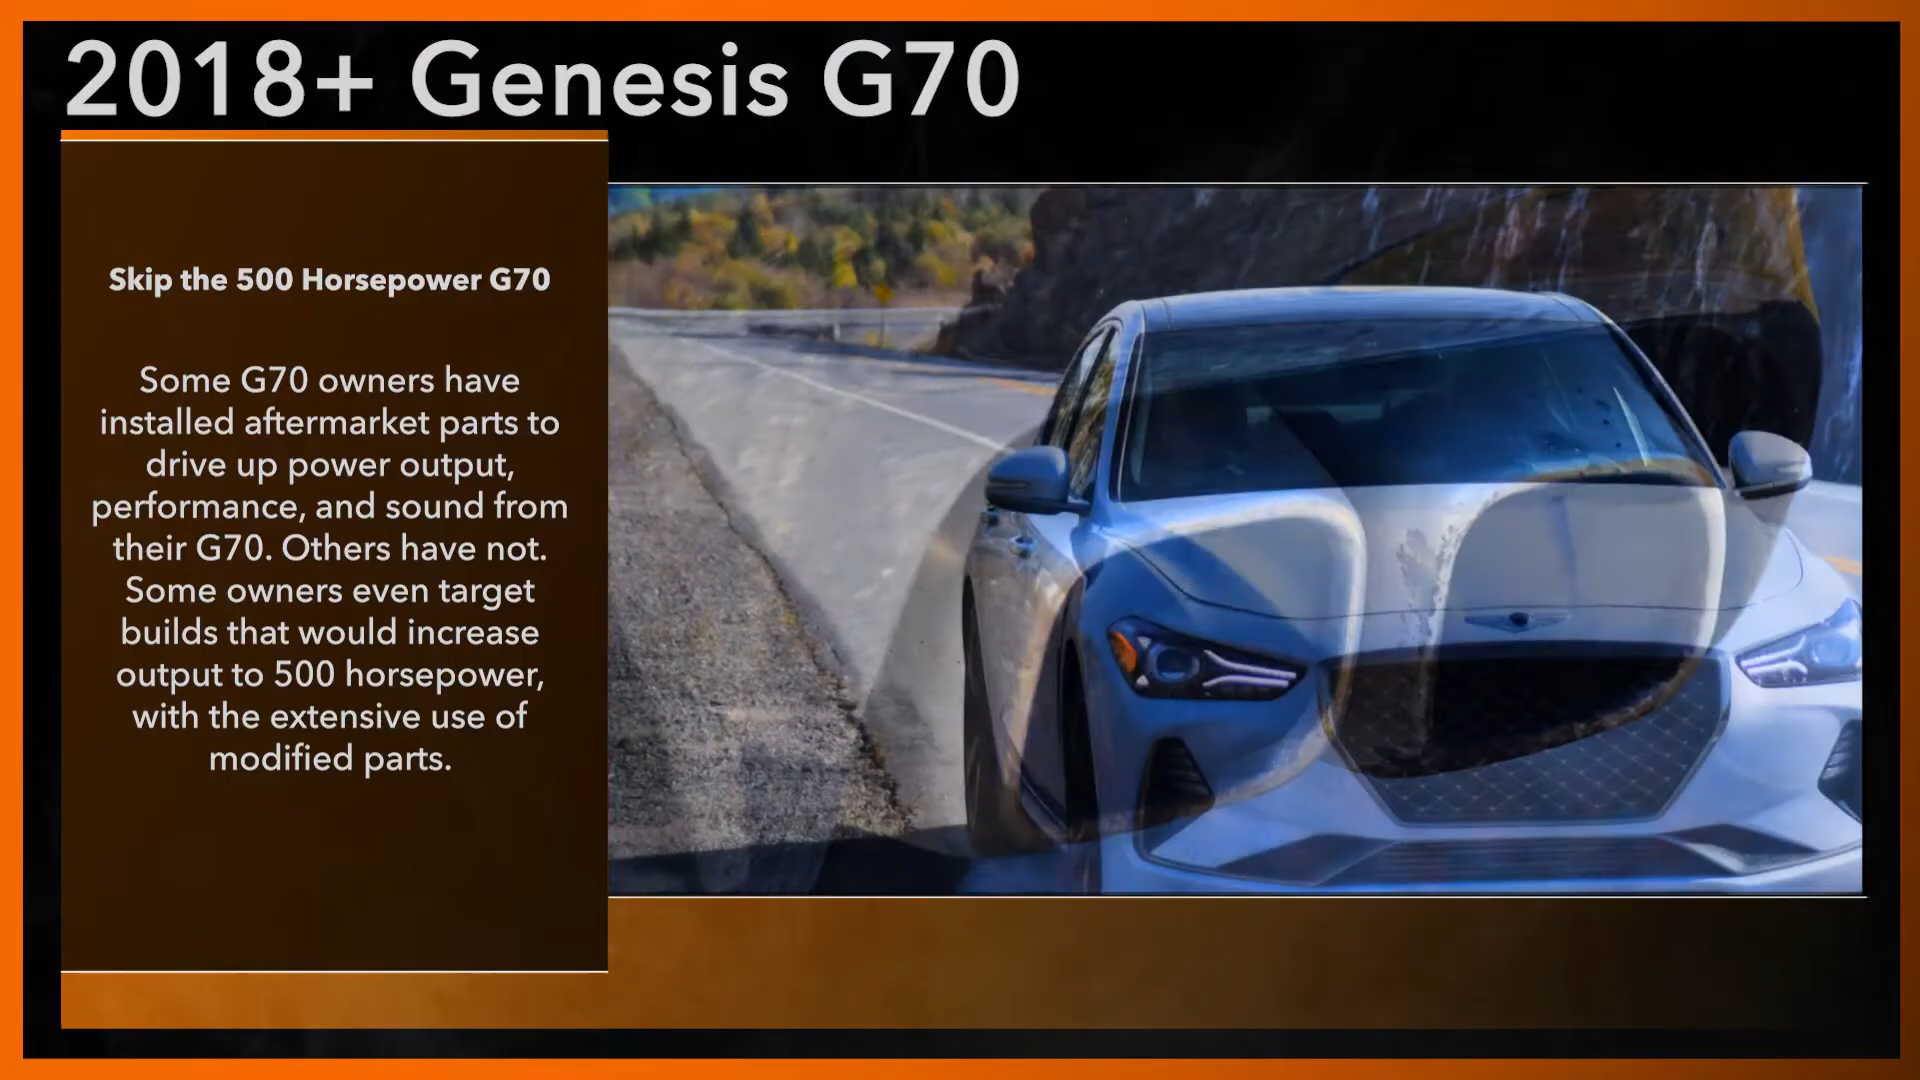 2018+ Genesis G70
Skip the 500 Horsepower G70
Some G70 owners have
installed aftermarket parts to
drive up power output,
performance, and sound from
their G70. Others have not.
Some owners even target
builds that would increase
output to 500 horsepower,
with the extensive use of
modified parts.